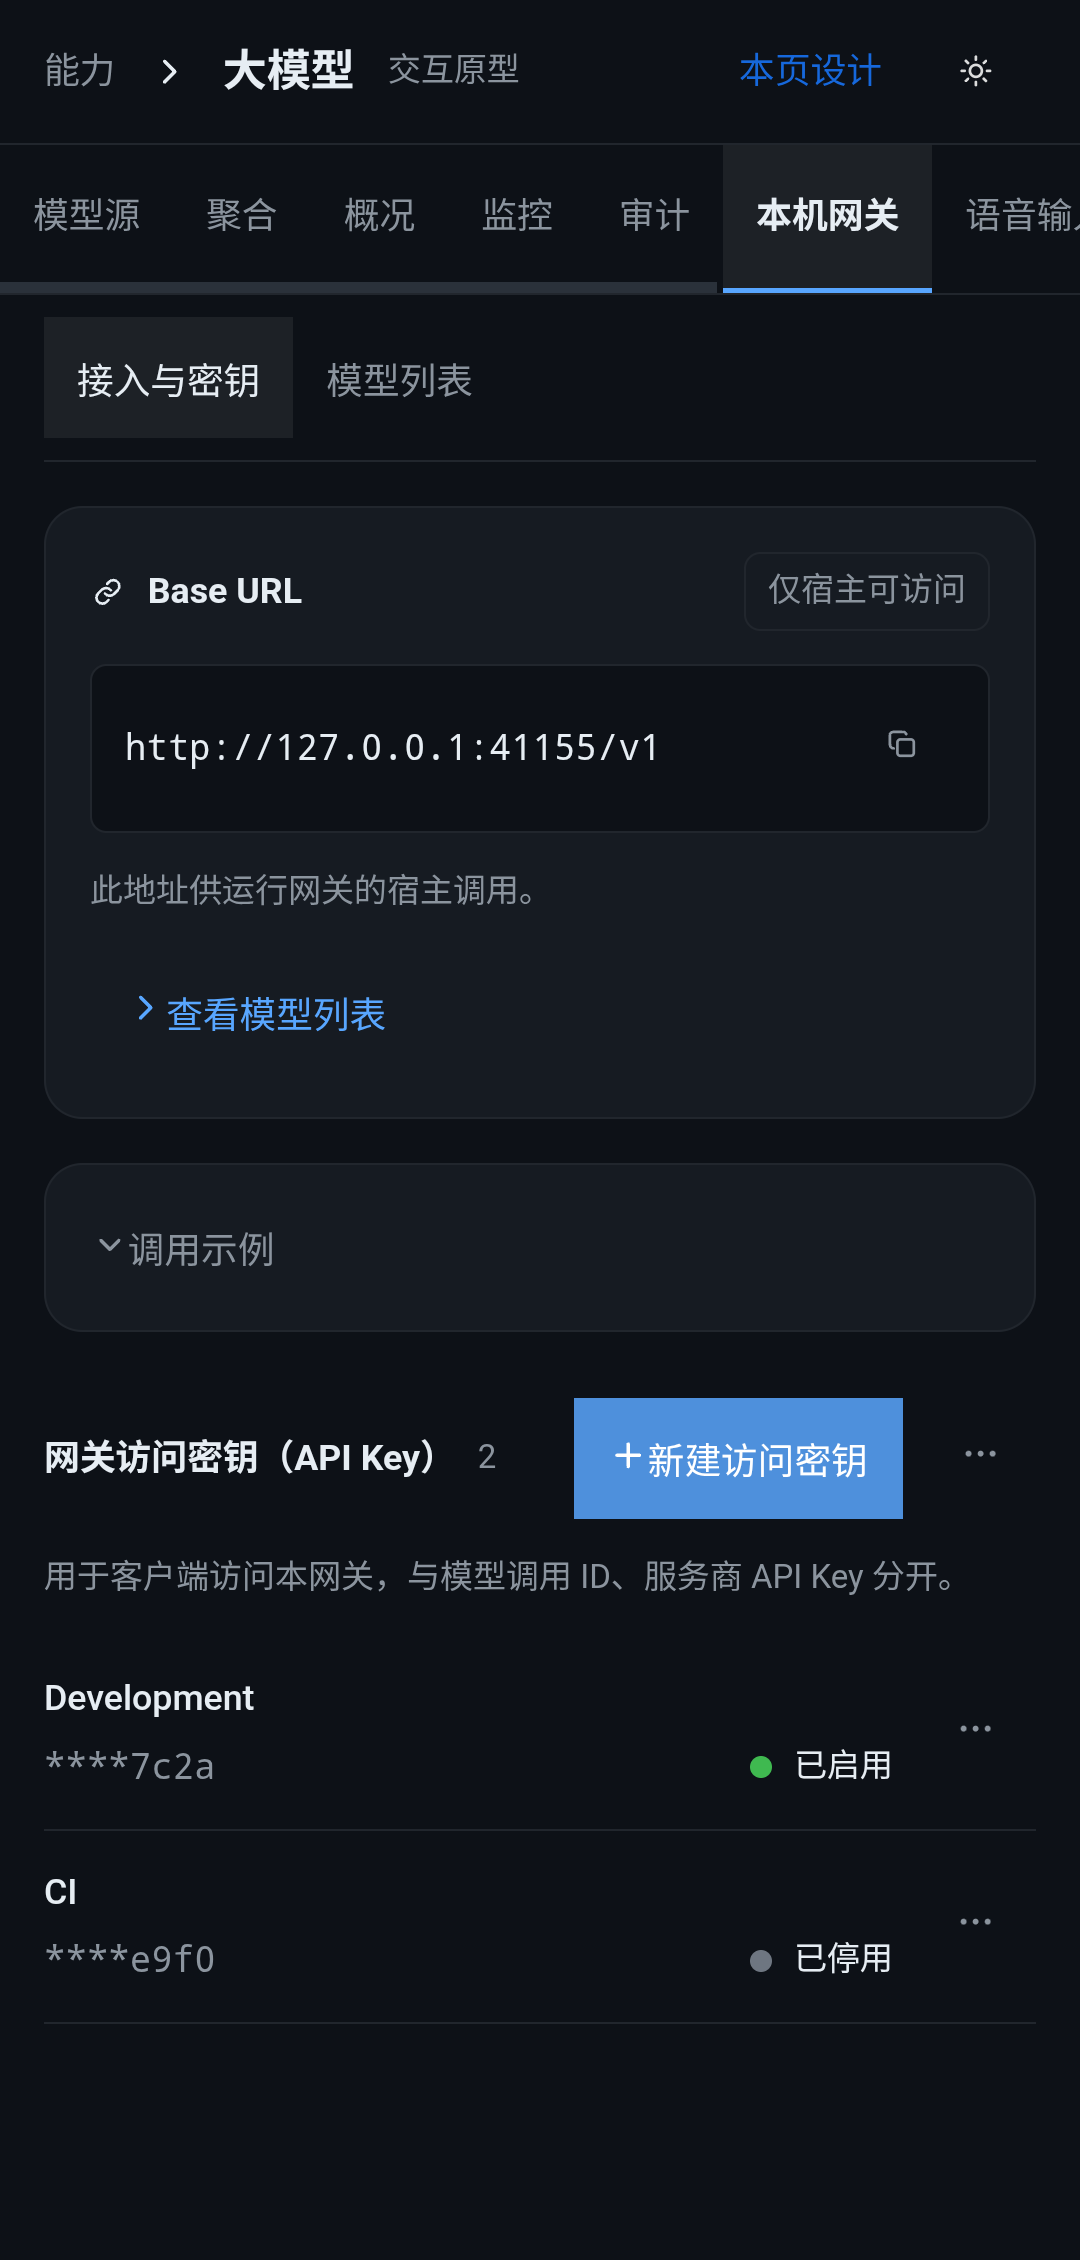 能力 大模型 交互原型 本页设计
模型源 聚合 概况 监控 审计 本机网关 语音输
接入与密钥 模型列表
Base URL 仅宿主可访问
http://127.0.0.1:41155/v1
此地址供运行网关的宿主调用。
查看模型列表
调用示例
网关访问密钥（API Key） 2 新建访问密钥
用于客户端访问本网关，与模型调用 ID、服务商 API Key 分开。
Development
****7c2a 已启用
CI
****e9f0 已停用